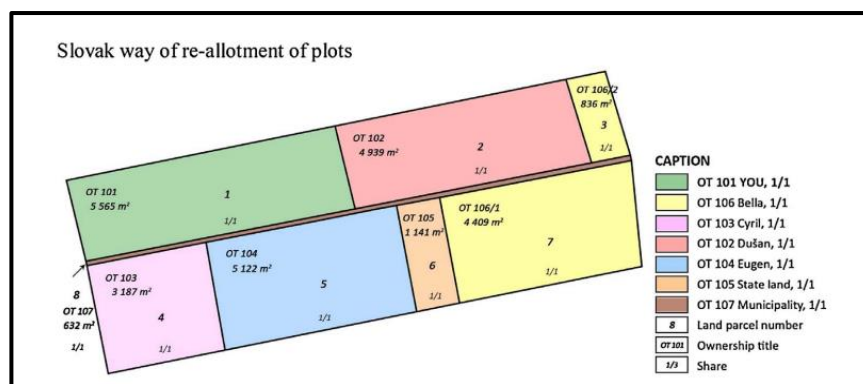 Slovak way of re-allotment of plots
OT 106/2
836 m²
3
1/1
OT 102
4 939 m²
2
1/1
OT 101
5 565 m²
1
1/1
OT 106/1
4 409 m²
7
1/1
OT 105
1 141 m²
6
1/1
OT 104
5 122 m²
5
1/1
OT 103
3 187 m²
4
1/1
8
OT 107
632 m²
1/1
CAPTION
OT 101 YOU, 1/1
OT 106 Bella, 1/1
OT 103 Cyril, 1/1
OT 102 Dušan, 1/1
OT 104 Eugen, 1/1
OT 105 State land, 1/1
OT 107 Municipality, 1/1
8 Land parcel number
OT 101 Ownership title
1/3 Share